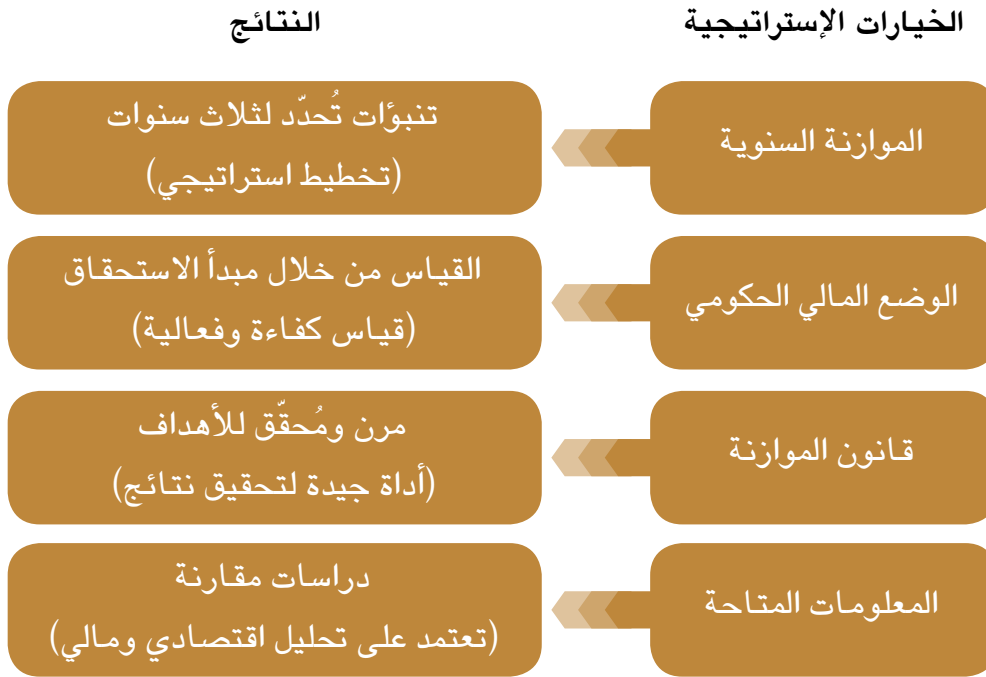 الخيارات الإستراتيجية
النتائج
الموازنة السنوية
تنبؤات تُحدّد لثلاث سنوات
(تخطيط استراتيجي)
الوضع المالي الحكومي
القياس من خلال مبدأ الاستحقاق
(قياس كفاءة وفعالية)
قانون الموازنة
مرن ومُحقّق للأهداف
(أداة جيدة لتحقيق نتائج)
المعلومات المتاحة
دراسات مقارنة
(تعتمد على تحليل اقتصادي ومالي)